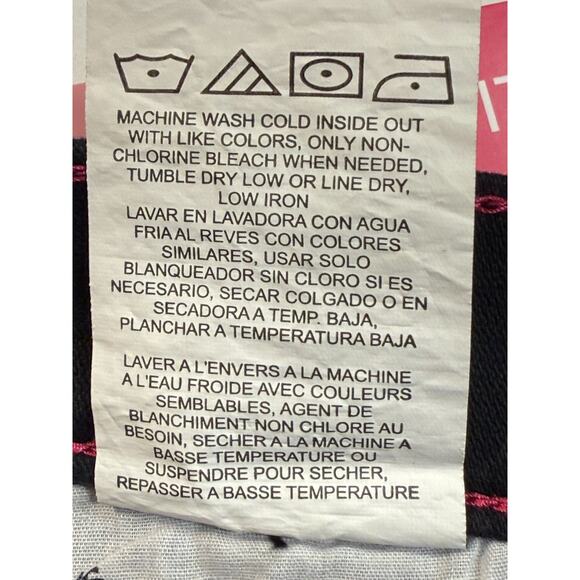 MACHINE WASH COLD INSIDE OUT
WITH LIKE COLORS, ONLY NON-
CHLORINE BLEACH WHEN NEEDED,
TUMBLE DRY LOW OR LINE DRY,
LOW IRON
LAVAR EN LAVADORA CON AGUA
FRIA AL REVES CON COLORES
SIMILARES, USAR SOLO
BLANQUEADOR SIN CLORO SI ES
NECESARIO, SECAR COLGADO O EN
SECADORA A TEMP. BAJA,
PLANCHAR A TEMPERATURA BAJA
LAVER A L'ENVERS A LA MACHINE
A L'EAU FROIDE AVEC COULEURS
SEMBLABLES, AGENT DE
BLANCHIMENT NON CHLORE AU
BESOIN, SECHER A LA MACHINE A
BASSE TEMPERATURE OU
SUSPENDRE POUR SECHER,
REPASSER A BASSE TEMPERATURE